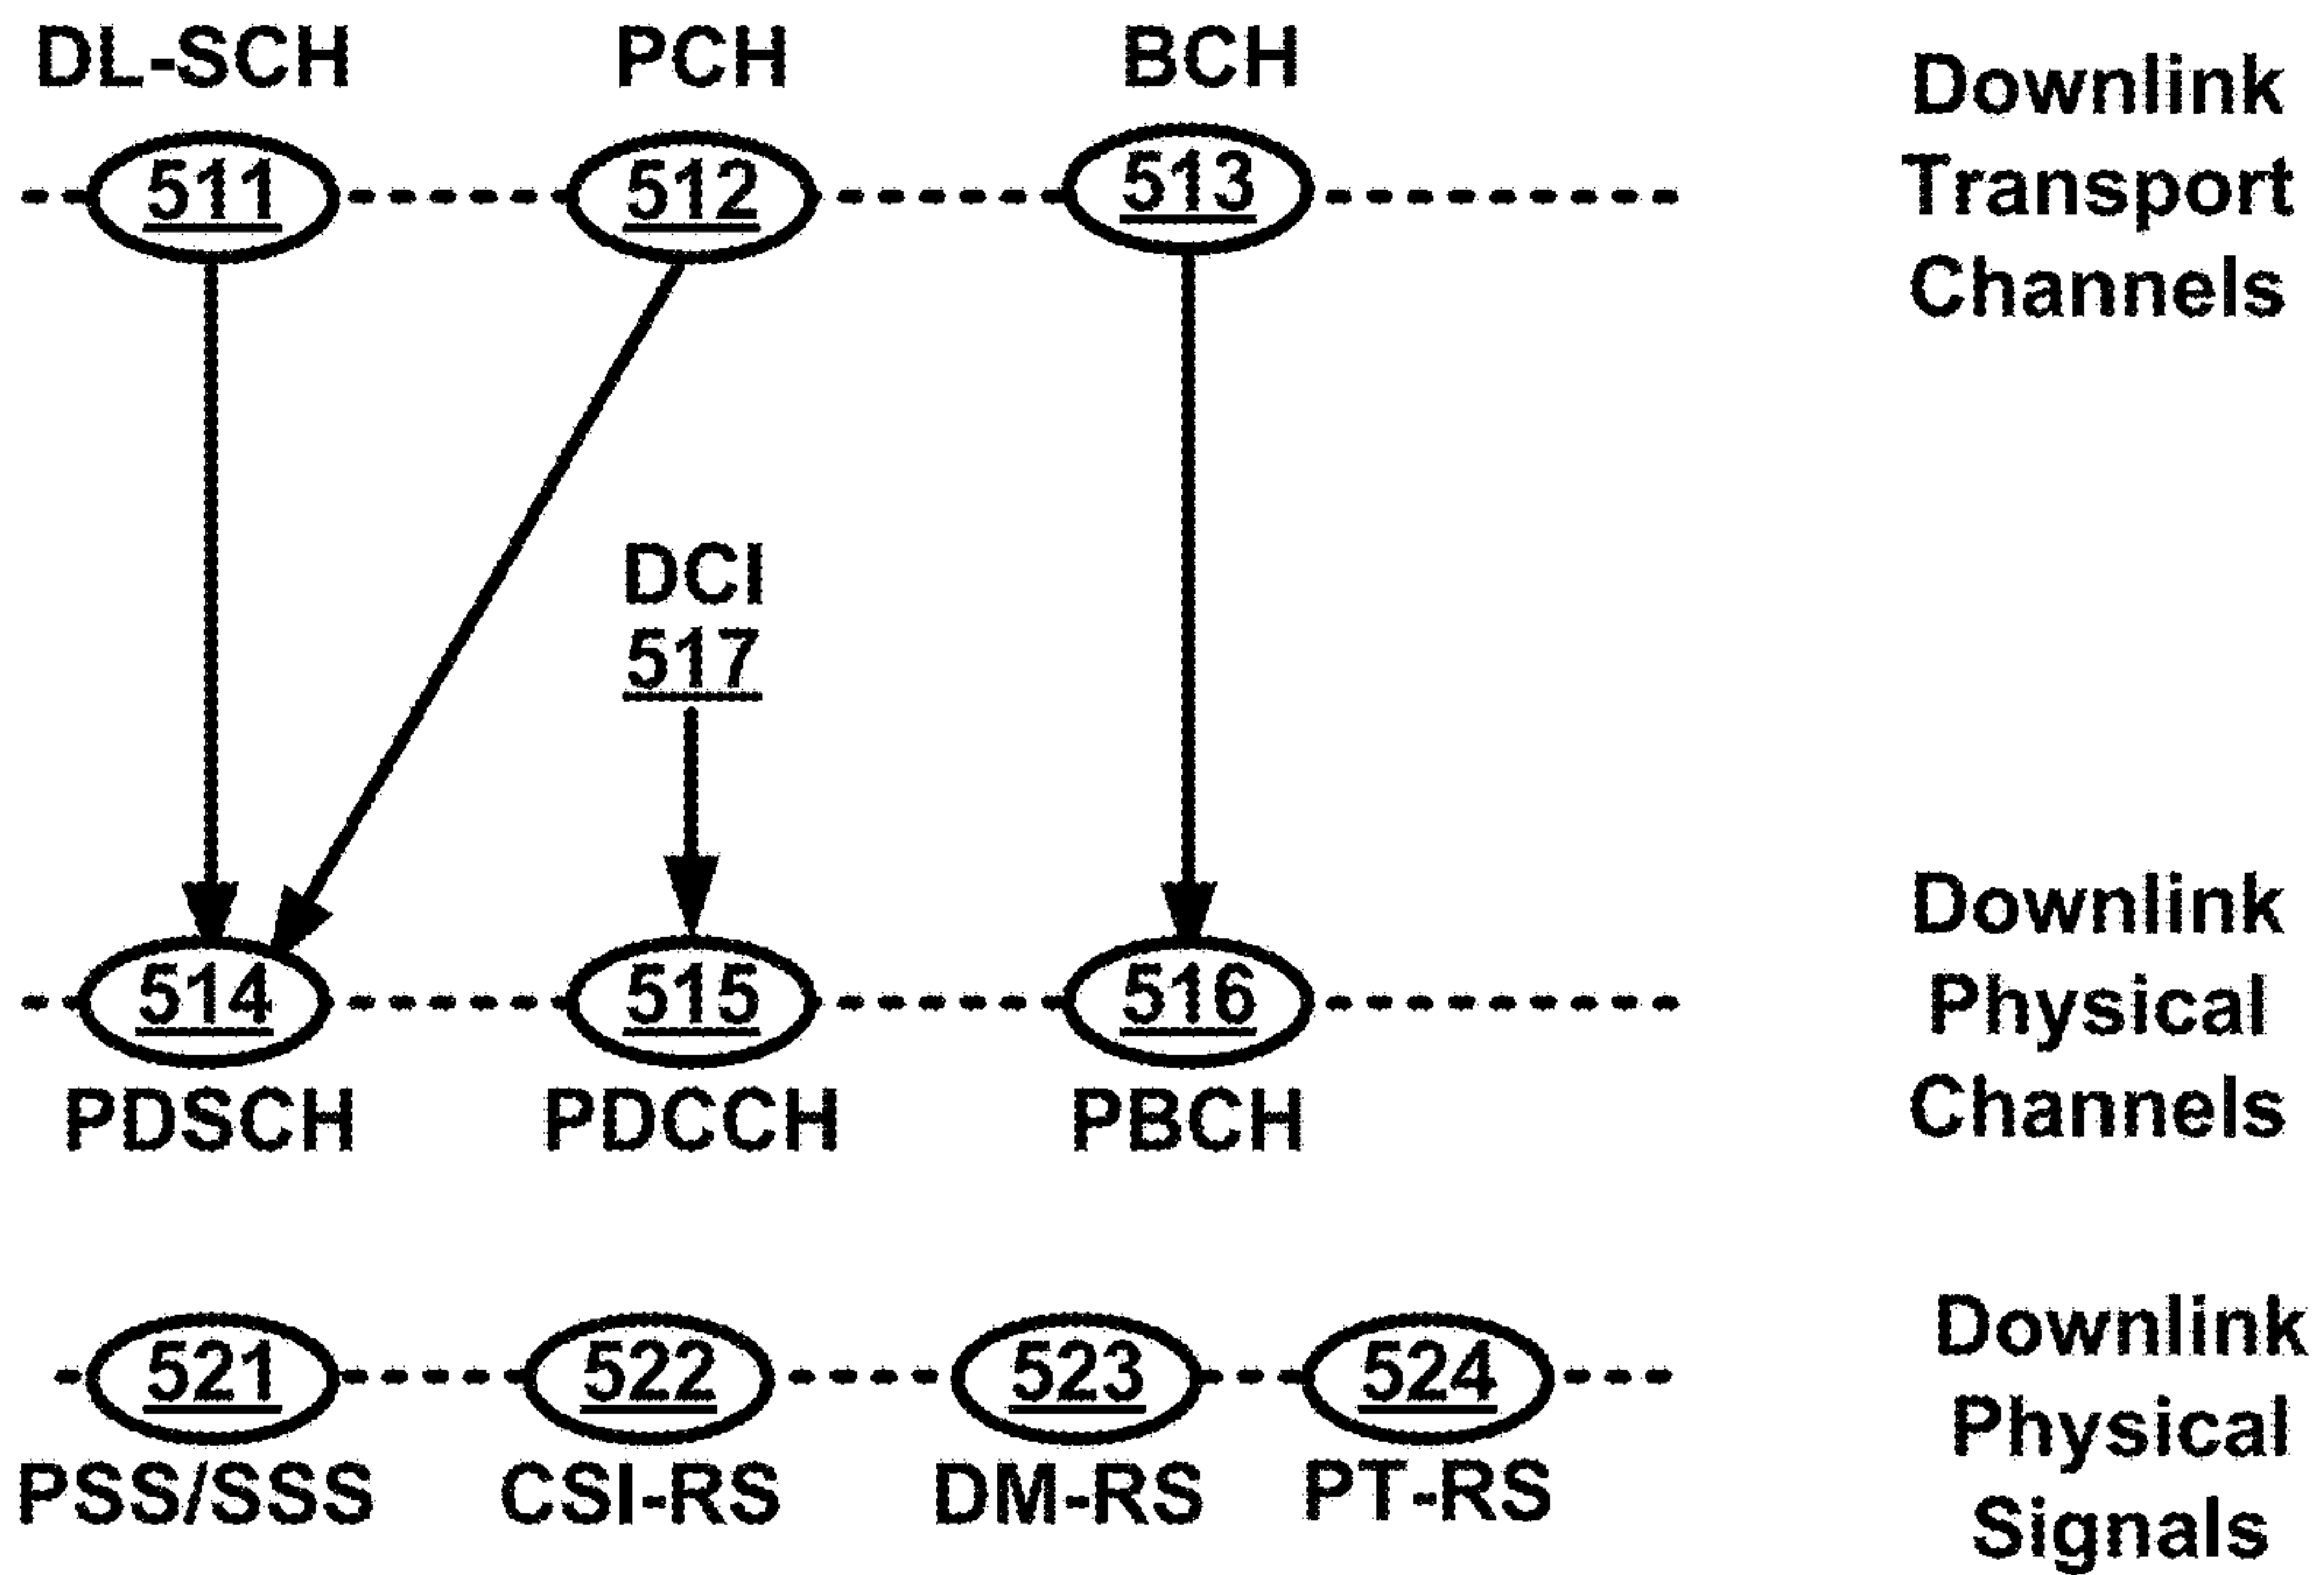 DL-SCH PCH BCH
511 512 513
Downlink
Transport
Channels
DCI
517
514 515 516
PDSCH PDCCH PBCH
Downlink
Physical
Channels
521 522 523 524
PSS/SSS CSI-RS DM-RS PT-RS
Downlink
Physical
Signals